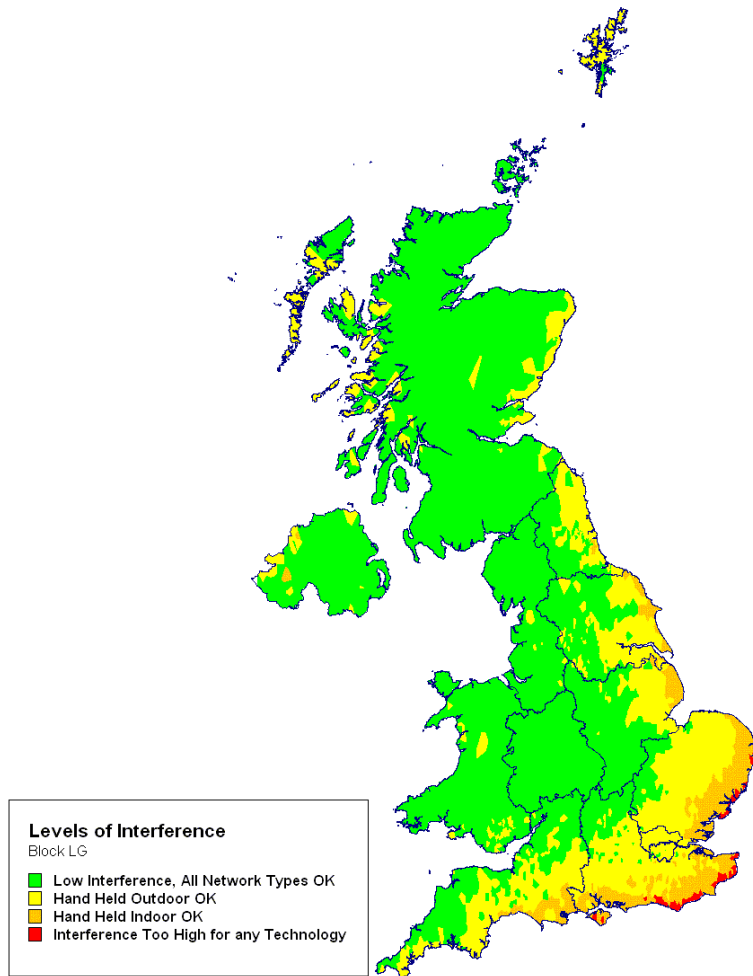 Levels of Interference
Block LG
Low Interference, All Network Types OK
Hand Held Outdoor OK
Hand Held Indoor OK
Interference Too High for any Technology